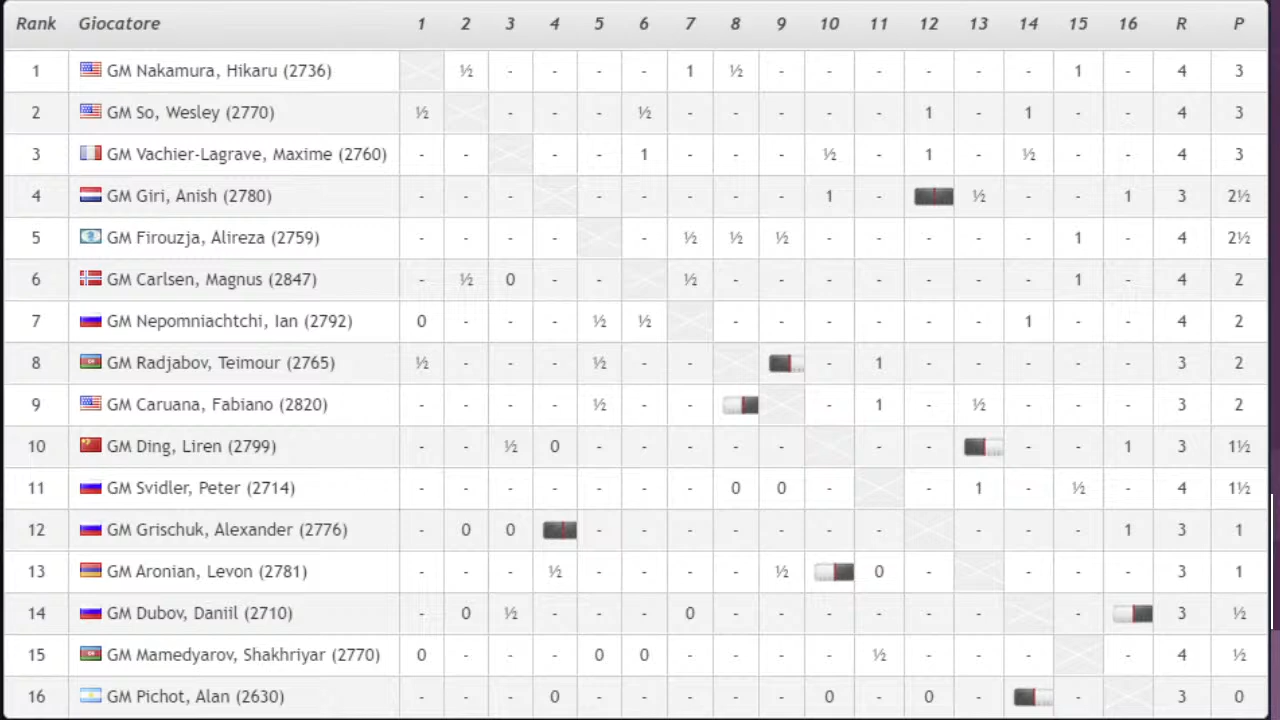 Rank Giocatore 1 2 3 4 5 6 7 8 9 10 11 12 13 14 15 16 R P
1 GM Nakamura, Hikaru (2736) ½ - - - - 1 ½ - - - - - - 1 - 4 3
2 GM So, Wesley (2770) ½ - - - ½ - - - - - 1 - 1 - - 4 3
3 GM Vachier-Lagrave, Maxime (2760) - - - - 1 - - - ½ - 1 - ½ - - 4 3
4 GM Giri, Anish (2780) - - - - - - - - 1 - ½ - - 1 3 2½
5 GM Firouzja, Alireza (2759) - - - - - ½ ½ ½ - - - - - 1 - 4 2½
6 GM Carlsen, Magnus (2847) - ½ 0 - - ½ - - - - - - - 1 - 4 2
7 GM Nepomniachtchi, Ian (2792) 0 - - - ½ ½ - - - - - - 1 - - 4 2
8 GM Radjabov, Teimour (2765) ½ - - - ½ - - - 1 - - - - - 3 2
9 GM Caruana, Fabiano (2820) - - - - ½ - - - 1 - ½ - - - 3 2
10 GM Ding, Liren (2799) - - ½ 0 - - - - - - - - - 1 3 1½
11 GM Svidler, Peter (2714) - - - - - - - 0 0 - - 1 - ½ - 4 1½
12 GM Grischuk, Alexander (2776) - 0 0 - - - - - - - - - - 1 3 1
13 GM Aronian, Levon (2781) - - - ½ - - - - ½ 0 - - - - 3 1
14 GM Dubov, Daniil (2710) - 0 ½ - - - 0 - - - - - - - 3 ½
15 GM Mamedyarov, Shakhriyar (2770) 0 - - - 0 0 - - - - ½ - - - - 4 ½
16 GM Pichot, Alan (2630) - - - 0 - - - - - 0 - 0 - - 3 0